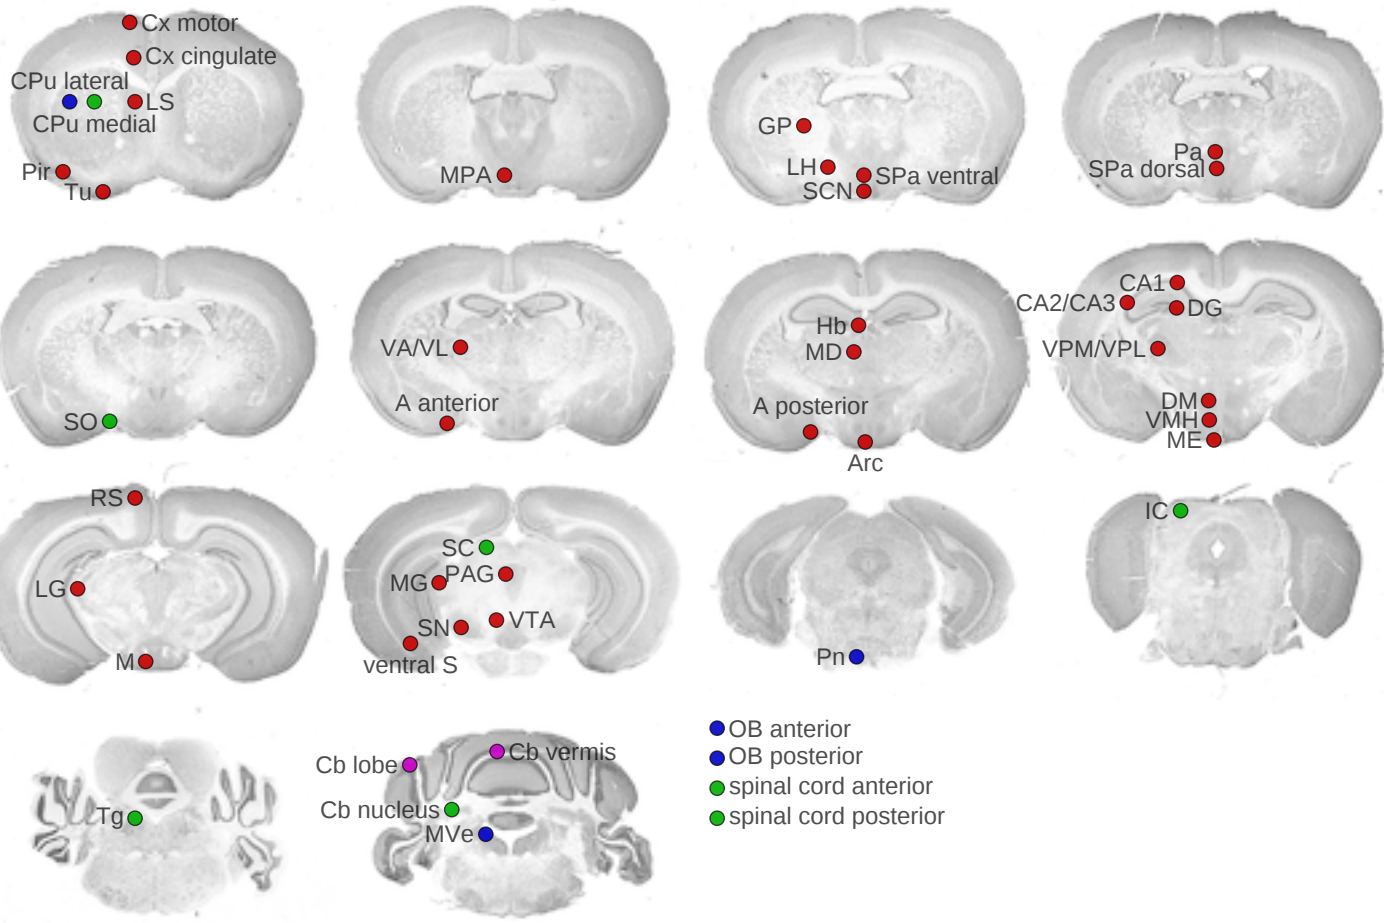 Cx motor
Cx cingulate
CPu lateral
LS
CPu medial
Pir
Tu
MPA
GP
LH
SPa ventral
SCN
Pa
SPa dorsal
SO
VA/VL
A anterior
Hb
MD
A posterior
Arc
CA1
CA2/CA3
DG
VPM/VPL
DM
VMH
ME
RS
LG
M
SC
MG
PAG
SN
VTA
ventral S
Pn
IC
Tg
Cb lobe
Cb vermis
Cb nucleus
MVe
OB anterior
OB posterior
spinal cord anterior
spinal cord posterior